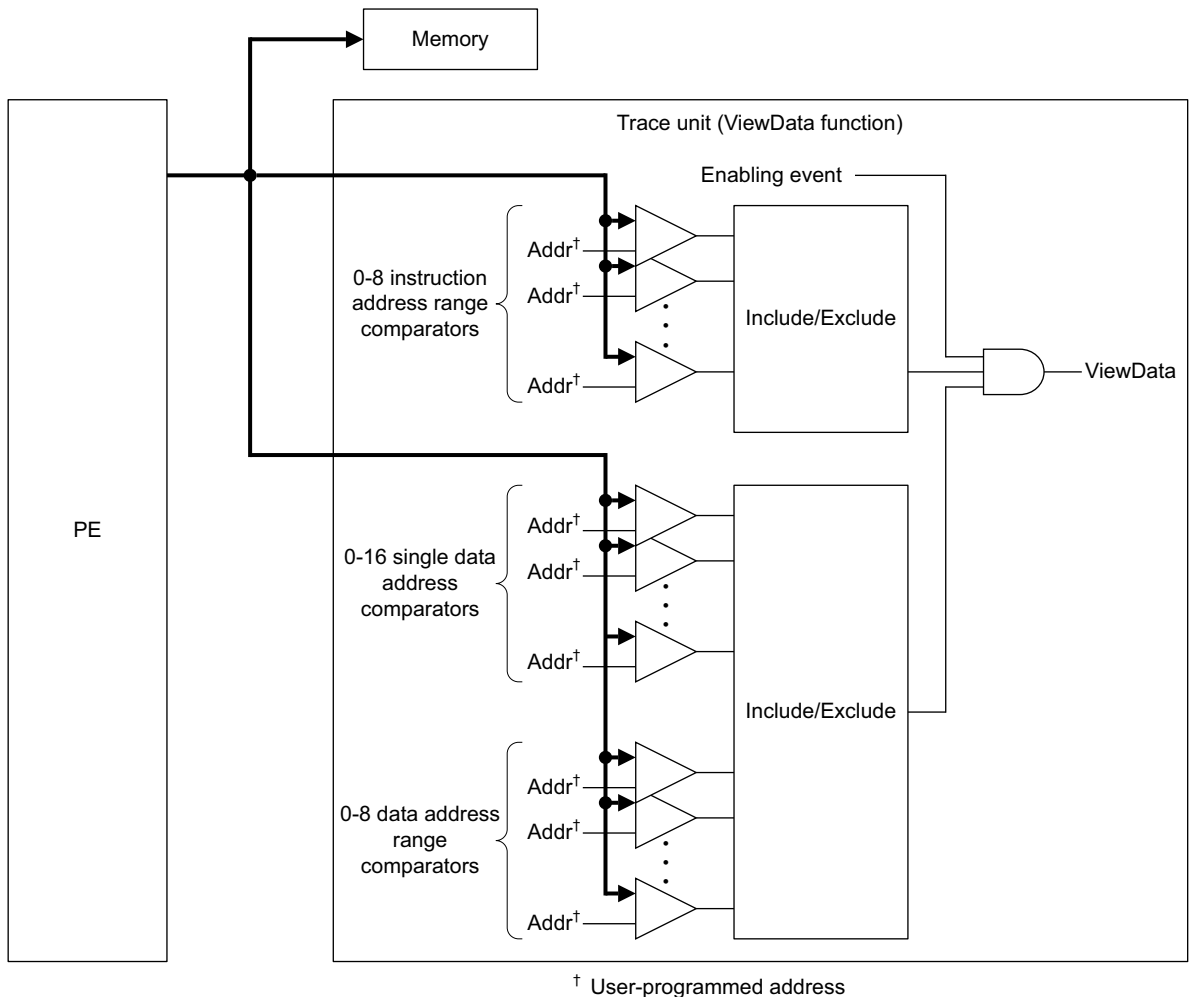 Memory
Trace unit (ViewData function)
Enabling event
Addr†
0-8 instruction
address range
comparators
Addr†
Addr†
Include/Exclude
ViewData
PE
Addr†
0-16 single data
address
comparators
Addr†
Addr†
Include/Exclude
Addr†
0-8 data address
range
comparators
Addr†
Addr†
† User-programmed address